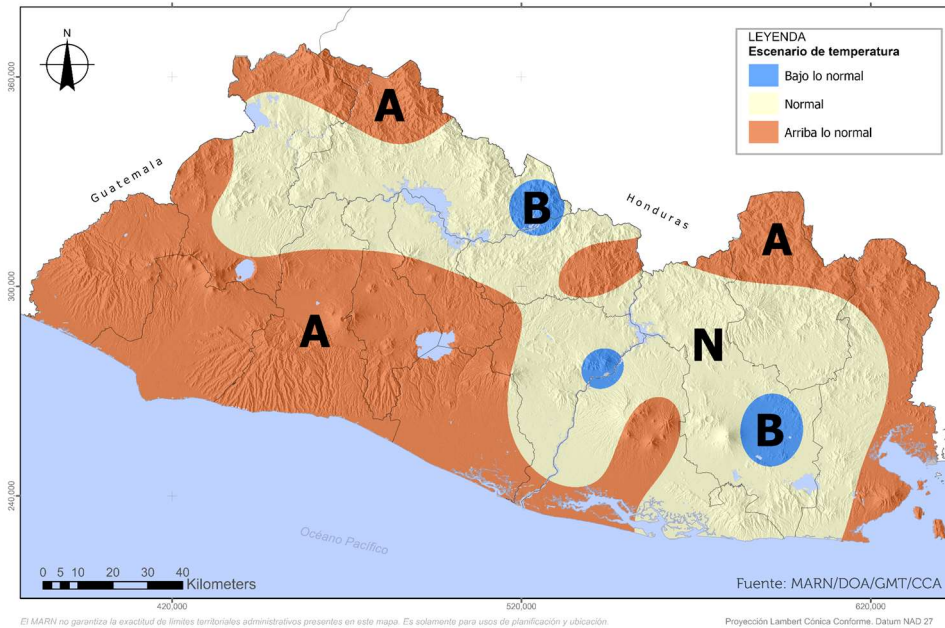 N
LEYENDA
Escenario de temperatura
Bajo lo normal
Normal
Arriba lo normal
360,000
A
Guatemala
B
Honduras
A
300,000
A
N
B
240,000
Océano Pacífico
0 5 10 20 30 40
Kilometers
Fuente: MARN/DOA/GMT/CCA
420,000 520,000 620,000
El MARN no garantiza la exactitud de límites territoriales administrativos presentes en este mapa. Es solamente para usos de planificación y ubicación
Proyección Lambert Cónica Conforme. Datum NAD 27